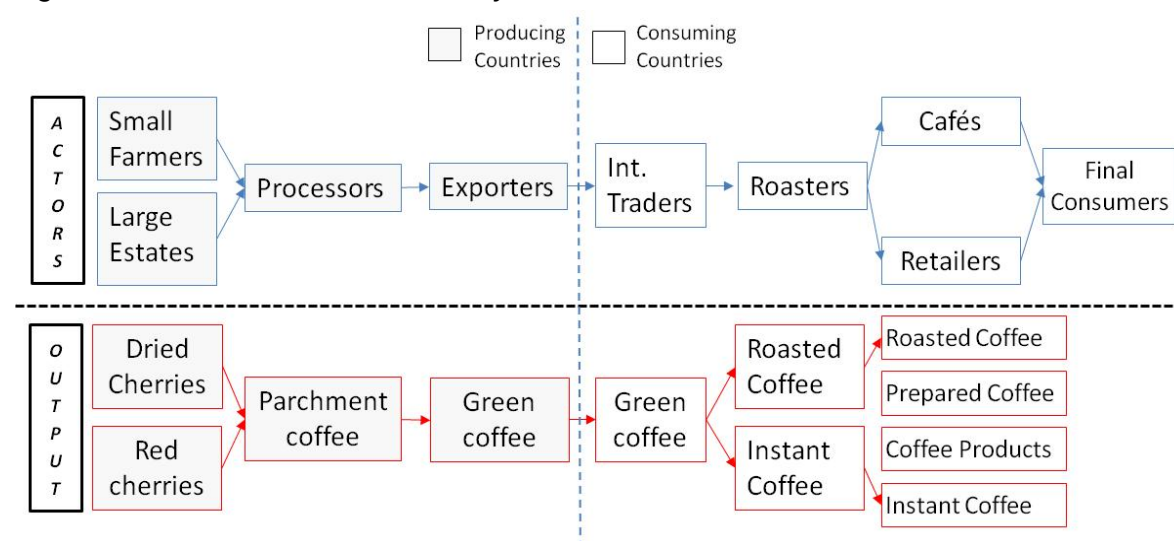 Producing
Countries
Consuming
Countries
A
C
T
O
R
S
Small
Farmers
Large
Estates
Processors
Exporters
Int.
Traders
Roasters
Cafés
Retailers
Final
Consumers
O
U
T
P
U
T
Dried
Cherries
Red
cherries
Parchment
coffee
Green
coffee
Green
coffee
Roasted
Coffee
Instant
Coffee
Roasted Coffee
Prepared Coffee
Coffee Products
Instant Coffee